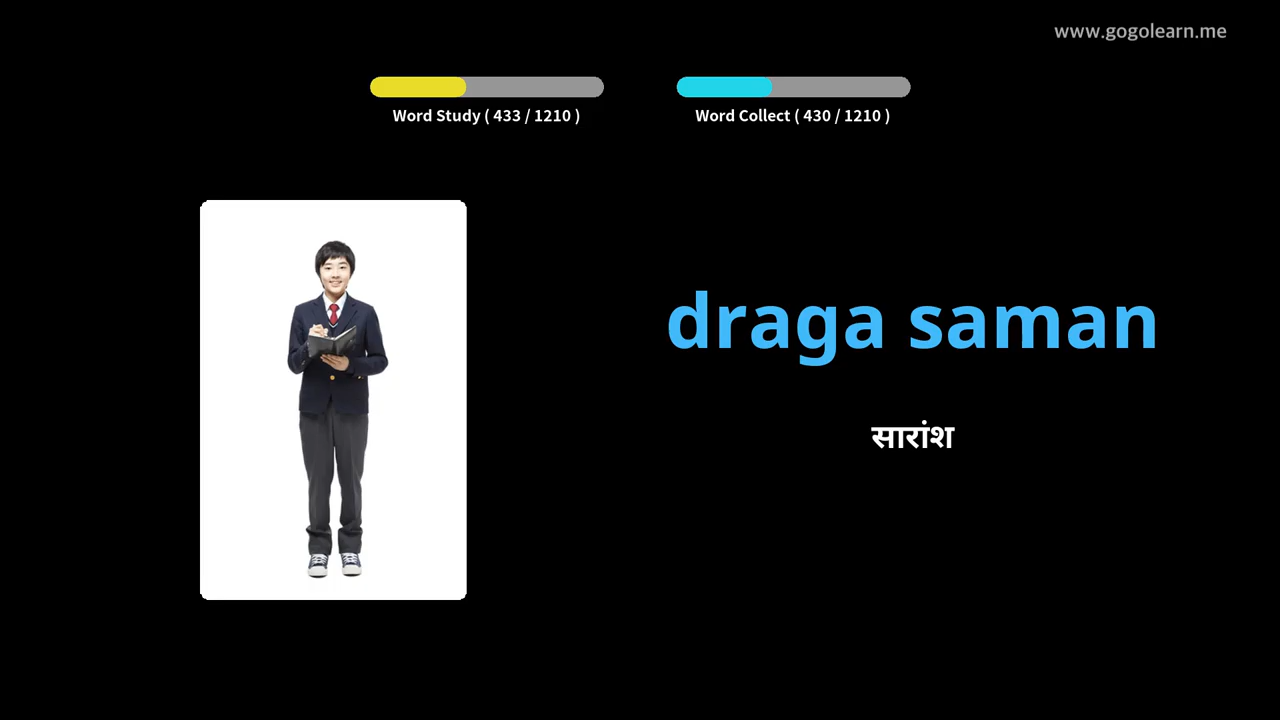 www.gogolearn.me
Word Study ( 433 / 1210 )
Word Collect ( 430 / 1210 )
draga saman
सारांश